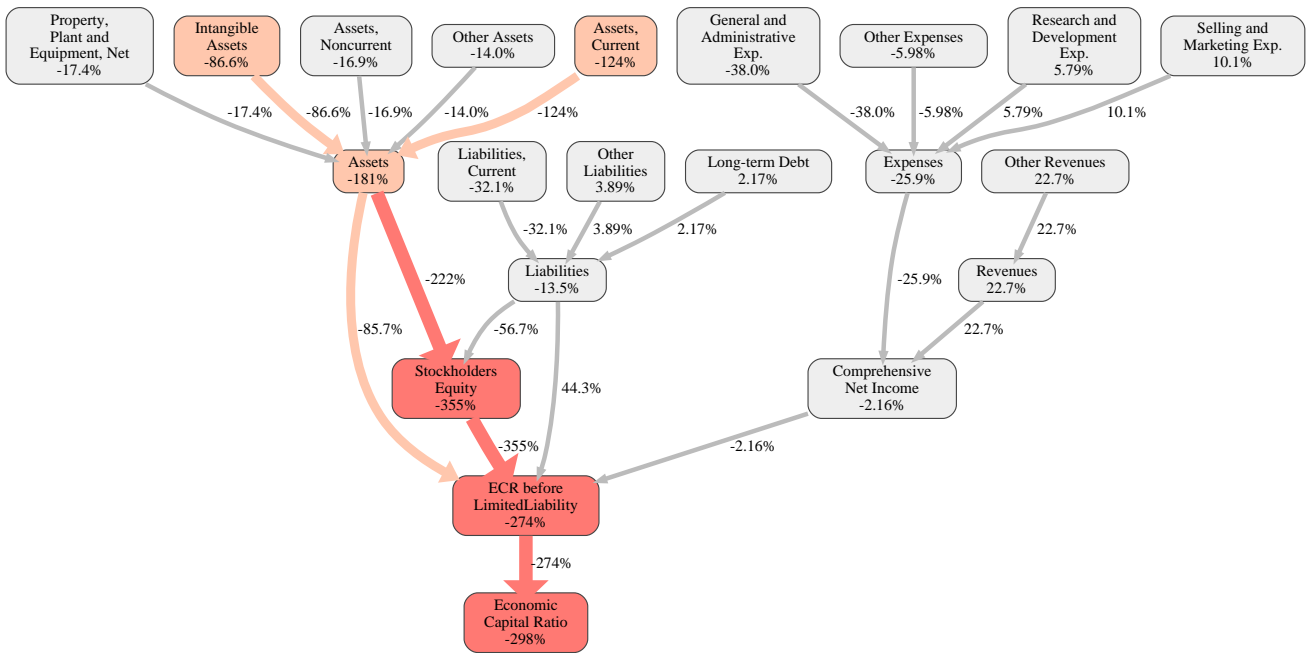 Property,
Plant and
Equipment, Net
-17.4%
Intangible
Assets
-86.6%
Assets,
Noncurrent
-16.9%
Other Assets
-14.0%
Assets,
Current
-124%
General and
Administrative
Exp.
-38.0%
Other Expenses
-5.98%
Research and
Development
Exp.
5.79%
Selling and
Marketing Exp.
10.1%
-17.4%
-86.6%
-16.9%
-14.0%
-124%
-38.0%
-5.98%
5.79%
10.1%
Assets
-181%
Liabilities,
Current
-32.1%
Other
Liabilities
3.89%
Long-term Debt
2.17%
Expenses
-25.9%
Other Revenues
22.7%
-32.1%
3.89%
2.17%
22.7%
-222%
Liabilities
-13.5%
-25.9%
Revenues
22.7%
-85.7%
-56.7%
22.7%
Stockholders
Equity
-355%
44.3%
Comprehensive
Net Income
-2.16%
-355%
-2.16%
ECR before
LimitedLiability
-274%
-274%
Economic
Capital Ratio
-298%